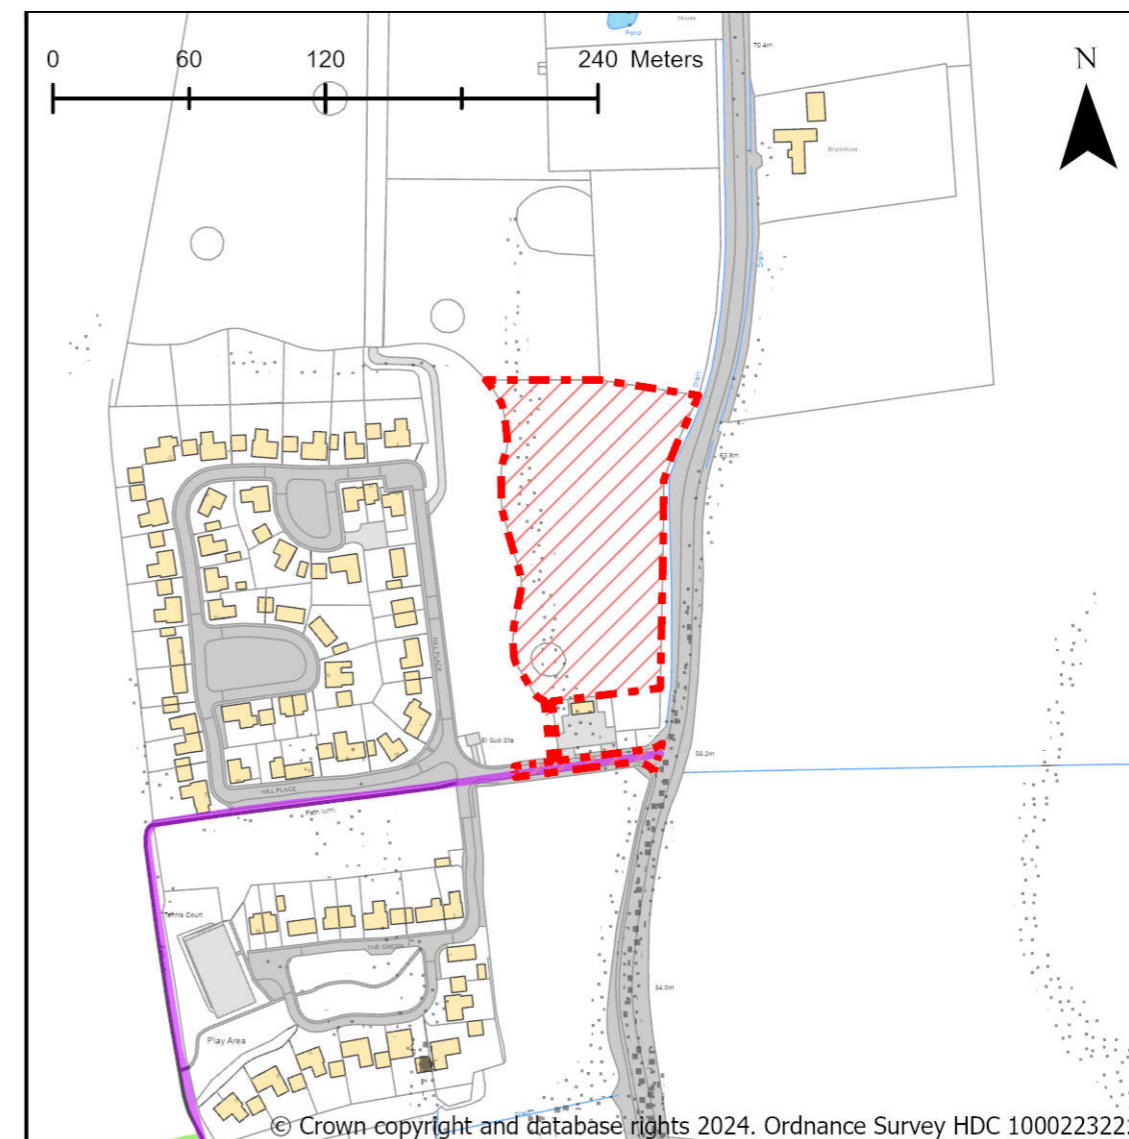 0 60 120 240 Meters
N
House
Pond
70.4m
Drain
Drain
63.8m
HILL PLACE
El Sub Sta
56.2m
HILL PLACE
Path (um)
Tennis Court
THE GREEN
54.0m
Play Area
© Crown copyright and database rights 2024. Ordnance Survey HDC 100022322